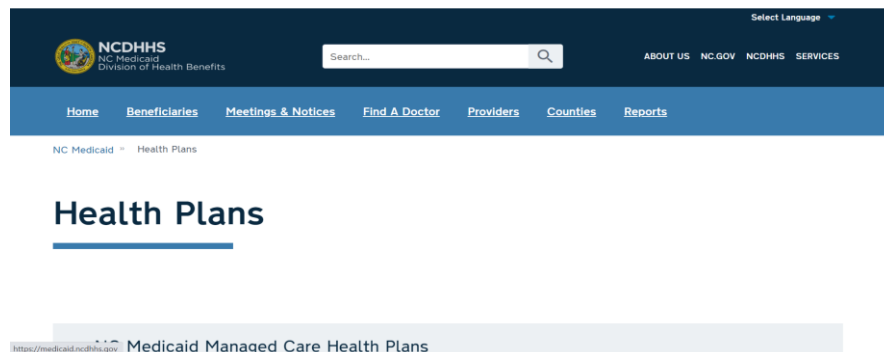 Select Language
NCDHHS
NC Medicaid
Division of Health Benefits
Search...
ABOUT US NC.GOV NCDHHS SERVICES
Home Beneficiaries Meetings & Notices Find A Doctor Providers Counties Reports
NC Medicaid Health Plans
Health Plans
NC Medicaid Managed Care Health Plans
https://medicaid.ncdhhs.gov